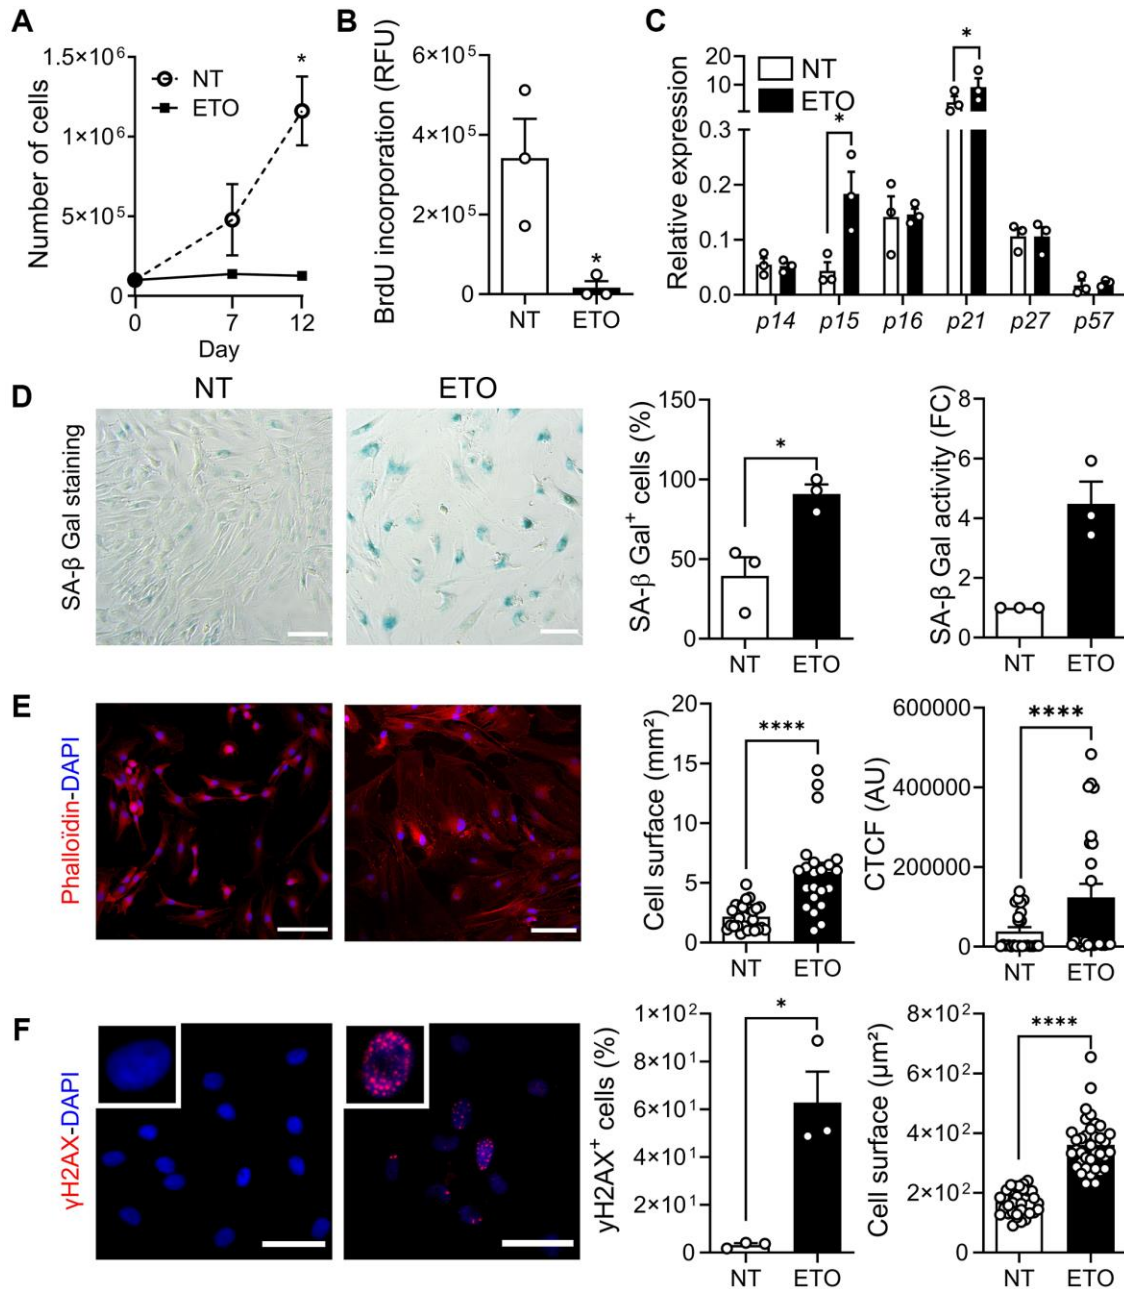 A
Number of cells
1.5×10⁶
1×10⁶
5×10⁵
0
NT
ETO
*
0 7 12
Day
B
BrdU incorporation (RFU)
6×10⁵
4×10⁵
2×10⁵
0
*
NT ETO
C
Relative expression
20
10
0.3
0.2
0.1
0.0
NT
ETO
*
*
p14 p15 p16 p21 p27 p57
D
NT ETO
SA-β Gal staining
SA-β Gal⁺ cells (%)
150
100
50
0
*
NT ETO
SA-β Gal activity (FC)
8
6
4
2
0
NT ETO
E
Phalloïdin-DAPI
Cell surface (mm²)
20
15
10
5
0
****
NT ETO
CTCF (AU)
600000
400000
200000
0
****
NT ETO
F
γH2AX-DAPI
γH2AX⁺ cells (%)
1×10²
8×10¹
6×10¹
4×10¹
2×10¹
0
*
NT ETO
Cell surface (µm²)
8×10²
6×10²
4×10²
2×10²
0
****
NT ETO